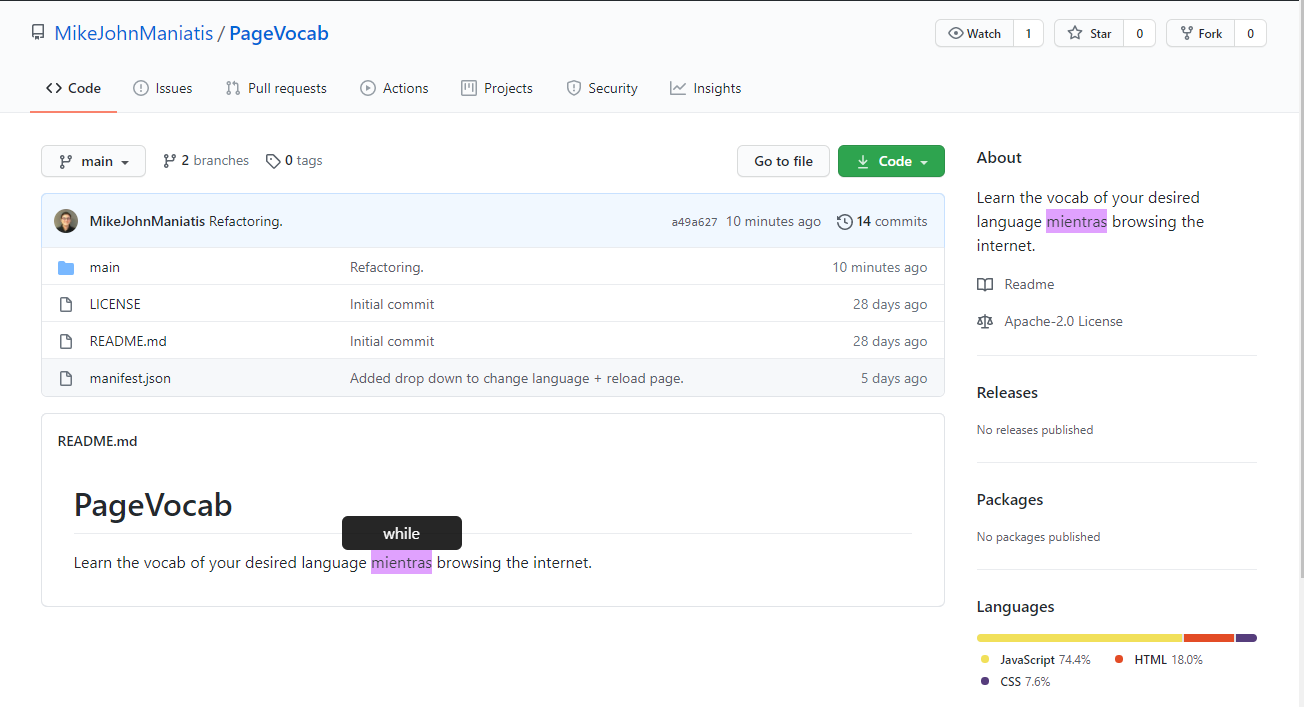 MikeJohnManiatis / PageVocab
Watch 1 Star 0 Fork 0
Code Issues Pull requests Actions Projects Security Insights
main 2 branches 0 tags
Go to file Code
MikeJohnManiatis Refactoring. a49a627 10 minutes ago 14 commits
main Refactoring. 10 minutes ago
LICENSE Initial commit 28 days ago
README.md Initial commit 28 days ago
manifest.json Added drop down to change language + reload page. 5 days ago
README.md
PageVocab
while
Learn the vocab of your desired language mientras browsing the internet.
About
Learn the vocab of your desired
language mientras browsing the
internet.
Readme
Apache-2.0 License
Releases
No releases published
Packages
No packages published
Languages
JavaScript 74.4% HTML 18.0%
CSS 7.6%